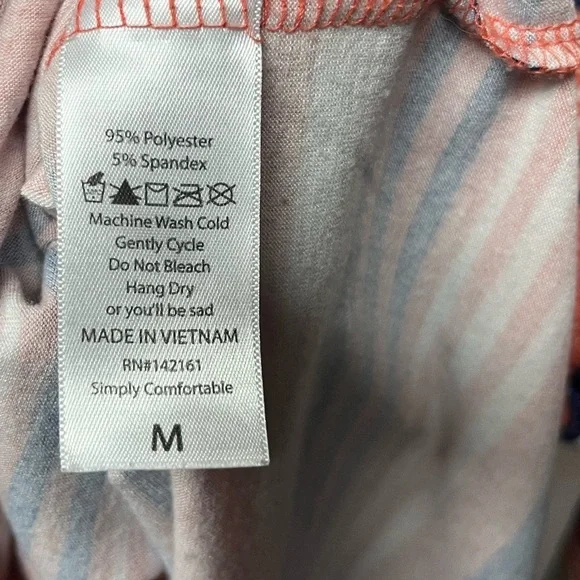 95% Polyester
5% Spandex
Machine Wash Cold
Gently Cycle
Do Not Bleach
Hang Dry
or you'll be sad
MADE IN VIETNAM
RN#142161
Simply Comfortable
M